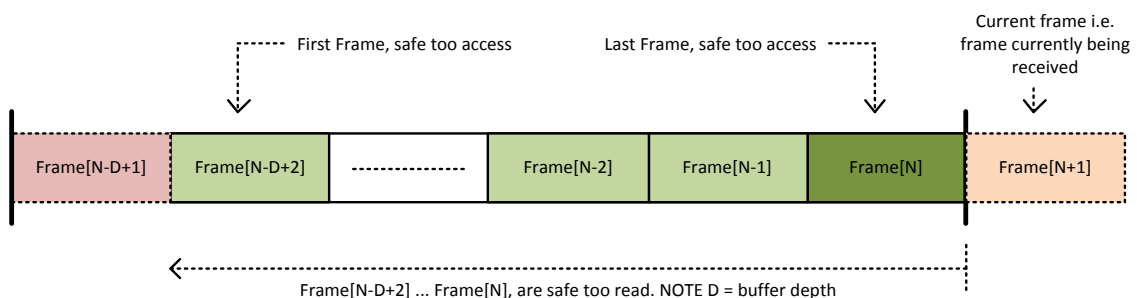 First Frame, safe too access
Last Frame, safe too access
Current frame i.e.
frame currently being
received
Frame[N-D+1]
Frame[N-D+2]
Frame[N-2]
Frame[N-1]
Frame[N]
Frame[N+1]
Frame[N-D+2] ... Frame[N], are safe too read. NOTE D = buffer depth